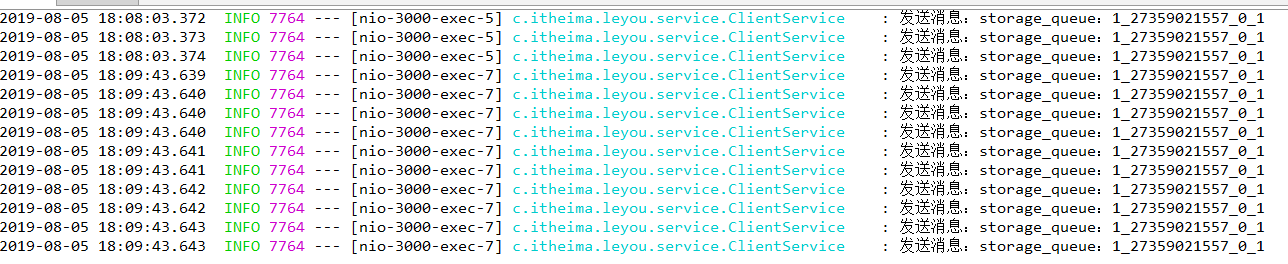 2019-08-05 18:08:03.372  INFO 7764 --- [nio-3000-exec-5] c.itheima.leyou.service.ClientService    : 发送消息：storage_queue：1_27359021557_0_1
2019-08-05 18:08:03.373  INFO 7764 --- [nio-3000-exec-5] c.itheima.leyou.service.ClientService    : 发送消息：storage_queue：1_27359021557_0_1
2019-08-05 18:08:03.374  INFO 7764 --- [nio-3000-exec-5] c.itheima.leyou.service.ClientService    : 发送消息：storage_queue：1_27359021557_0_1
2019-08-05 18:09:43.639  INFO 7764 --- [nio-3000-exec-7] c.itheima.leyou.service.ClientService    : 发送消息：storage_queue：1_27359021557_0_1
2019-08-05 18:09:43.640  INFO 7764 --- [nio-3000-exec-7] c.itheima.leyou.service.ClientService    : 发送消息：storage_queue：1_27359021557_0_1
2019-08-05 18:09:43.640  INFO 7764 --- [nio-3000-exec-7] c.itheima.leyou.service.ClientService    : 发送消息：storage_queue：1_27359021557_0_1
2019-08-05 18:09:43.640  INFO 7764 --- [nio-3000-exec-7] c.itheima.leyou.service.ClientService    : 发送消息：storage_queue：1_27359021557_0_1
2019-08-05 18:09:43.641  INFO 7764 --- [nio-3000-exec-7] c.itheima.leyou.service.ClientService    : 发送消息：storage_queue：1_27359021557_0_1
2019-08-05 18:09:43.641  INFO 7764 --- [nio-3000-exec-7] c.itheima.leyou.service.ClientService    : 发送消息：storage_queue：1_27359021557_0_1
2019-08-05 18:09:43.642  INFO 7764 --- [nio-3000-exec-7] c.itheima.leyou.service.ClientService    : 发送消息：storage_queue：1_27359021557_0_1
2019-08-05 18:09:43.642  INFO 7764 --- [nio-3000-exec-7] c.itheima.leyou.service.ClientService    : 发送消息：storage_queue：1_27359021557_0_1
2019-08-05 18:09:43.643  INFO 7764 --- [nio-3000-exec-7] c.itheima.leyou.service.ClientService    : 发送消息：storage_queue：1_27359021557_0_1
2019-08-05 18:09:43.643  INFO 7764 --- [nio-3000-exec-7] c.itheima.leyou.service.ClientService    : 发送消息：storage_queue：1_27359021557_0_1